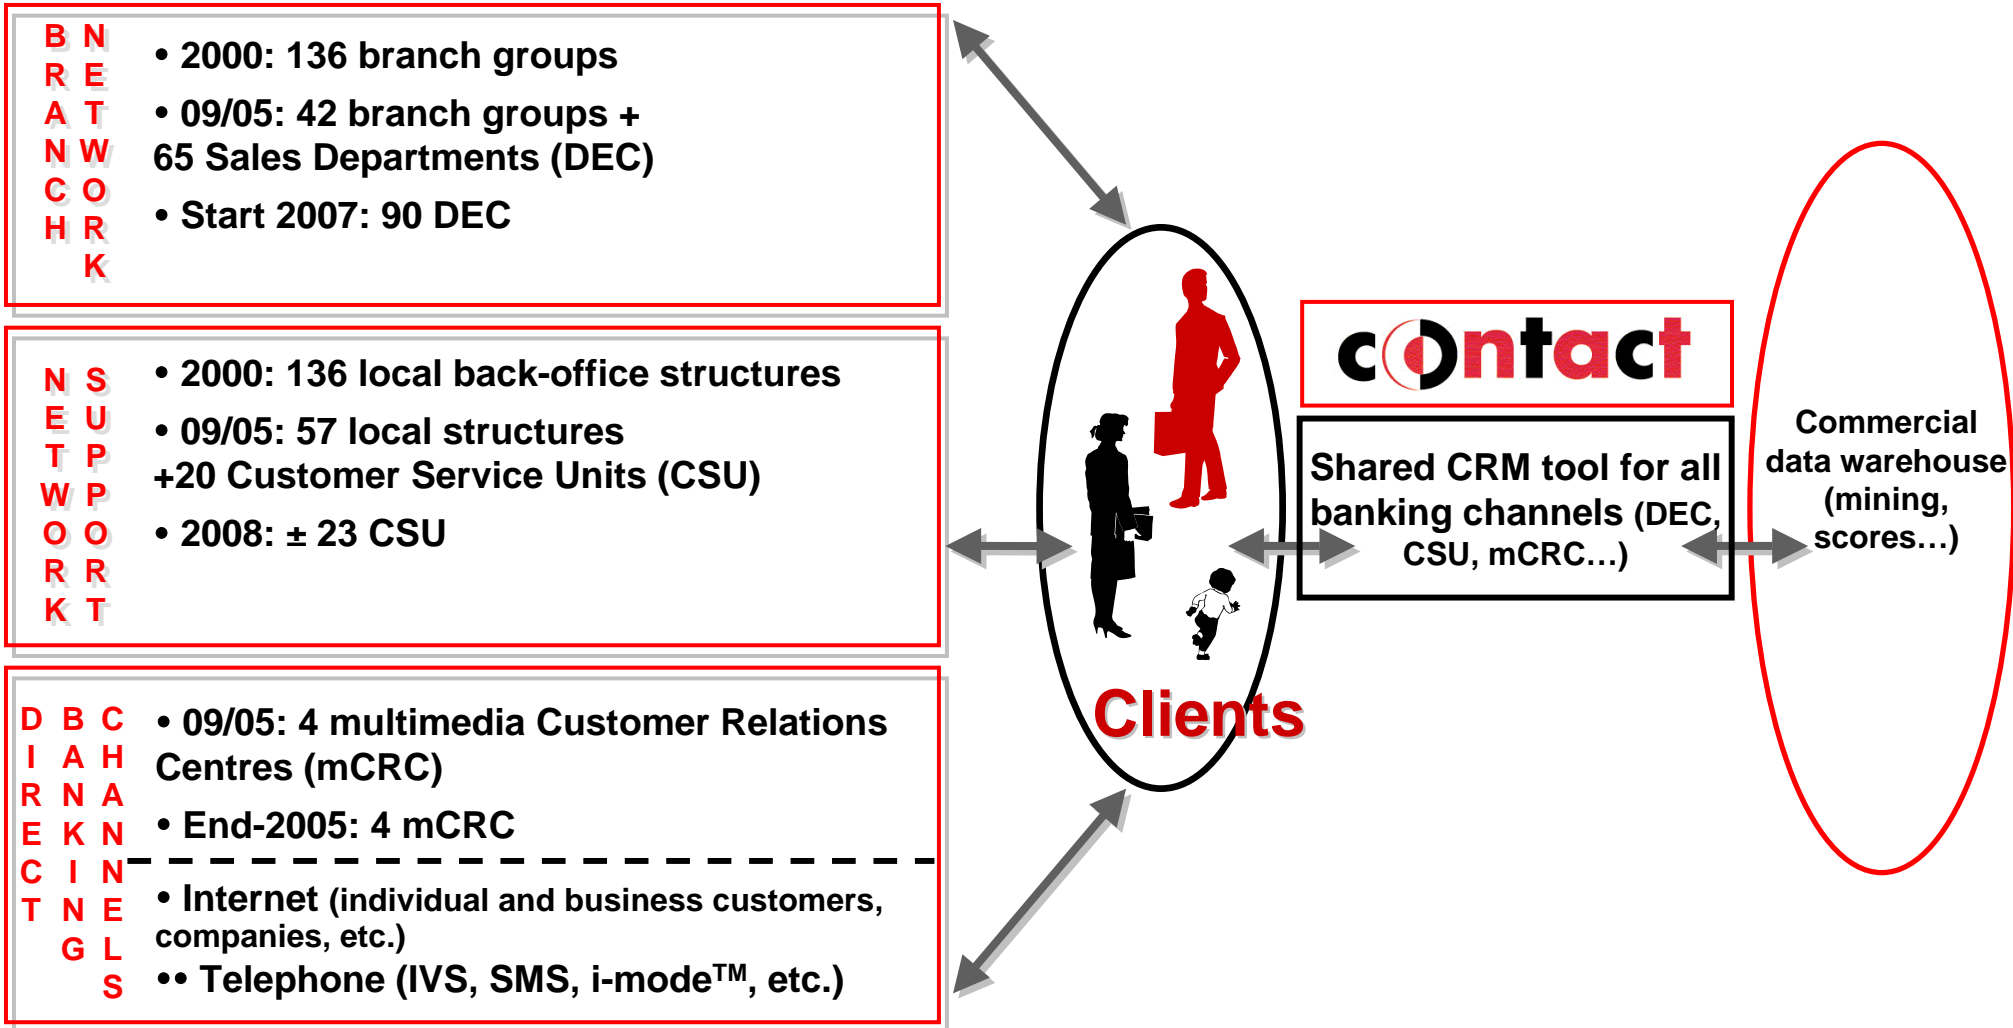 BRANCH NETWORK
• 2000: 136 branch groups
• 09/05: 42 branch groups +
65 Sales Departments (DEC)
• Start 2007: 90 DEC
NETWORK SUPPORT
• 2000: 136 local back-office structures
• 09/05: 57 local structures
+20 Customer Service Units (CSU)
• 2008: ± 23 CSU
DIRECT BANKING CHANNELS
• 09/05: 4 multimedia Customer Relations
Centres (mCRC)
• End-2005: 4 mCRC
• Internet (individual and business customers,
companies, etc.)
•• Telephone (IVS, SMS, i-mode™, etc.)
Clients
contact
Shared CRM tool for all
banking channels (DEC,
CSU, mCRC…)
Commercial
data warehouse
(mining,
scores…)